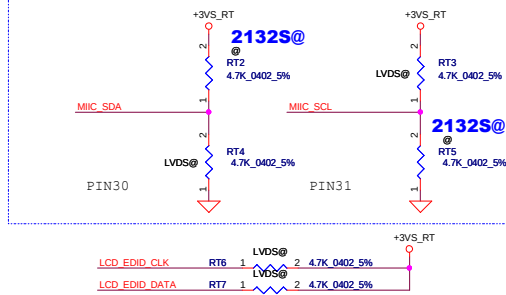 +3VS_RT
+3VS_RT
2132S@
@
2
2
RT2
4.7K_0402_5%
LVDS@
RT3
4.7K_0402_5%
1
1
MIIC_SDA
MIIC_SCL
2132S@
@
2
2
LVDS@
RT4
4.7K_0402_5%
RT5
4.7K_0402_5%
1
1
PIN30
PIN31
+3VS_RT
LVDS@
LCD_EDID_CLK RT6 1 2 4.7K_0402_5%
LVDS@
LCD_EDID_DATA RT7 1 2 4.7K_0402_5%